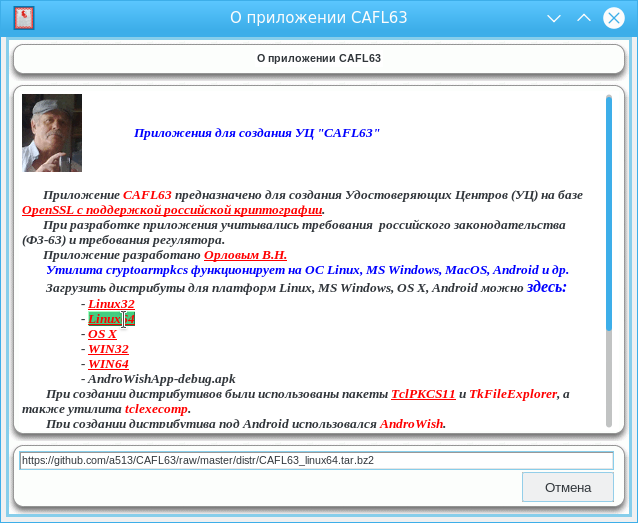 О приложении CAFL63
О приложении CAFL63
Приложения для создания УЦ "CAFL63"
Приложение CAFL63 предназначено для создания Удостоверяющих Центров (УЦ) на базе
OpenSSL с поддержкой российской криптографии.
При разработке приложения учитывались требования российского законодательства
(ФЗ-63) и требования регулятора.
Приложение разработано Орловым В.Н.
Утилита cryptoarmpkcs функционирует на ОС Linux, MS Windows, MacOS, Android и др.
Загрузить дистрибуты для платформ Linux, MS Windows, OS X, Android можно здесь:
- Linux32
- Linux64
- OS X
- WIN32
- WIN64
- AndroWishApp-debug.apk
При создании дистрибутивов были использованы пакеты TclPKCS11 и TkFileExplorer, а
также утилита tclexecomp.
При создании дистрибутива под Android использовался AndroWish.
https://github.com/a513/CAFL63/raw/master/distr/CAFL63_linux64.tar.bz2
Отмена